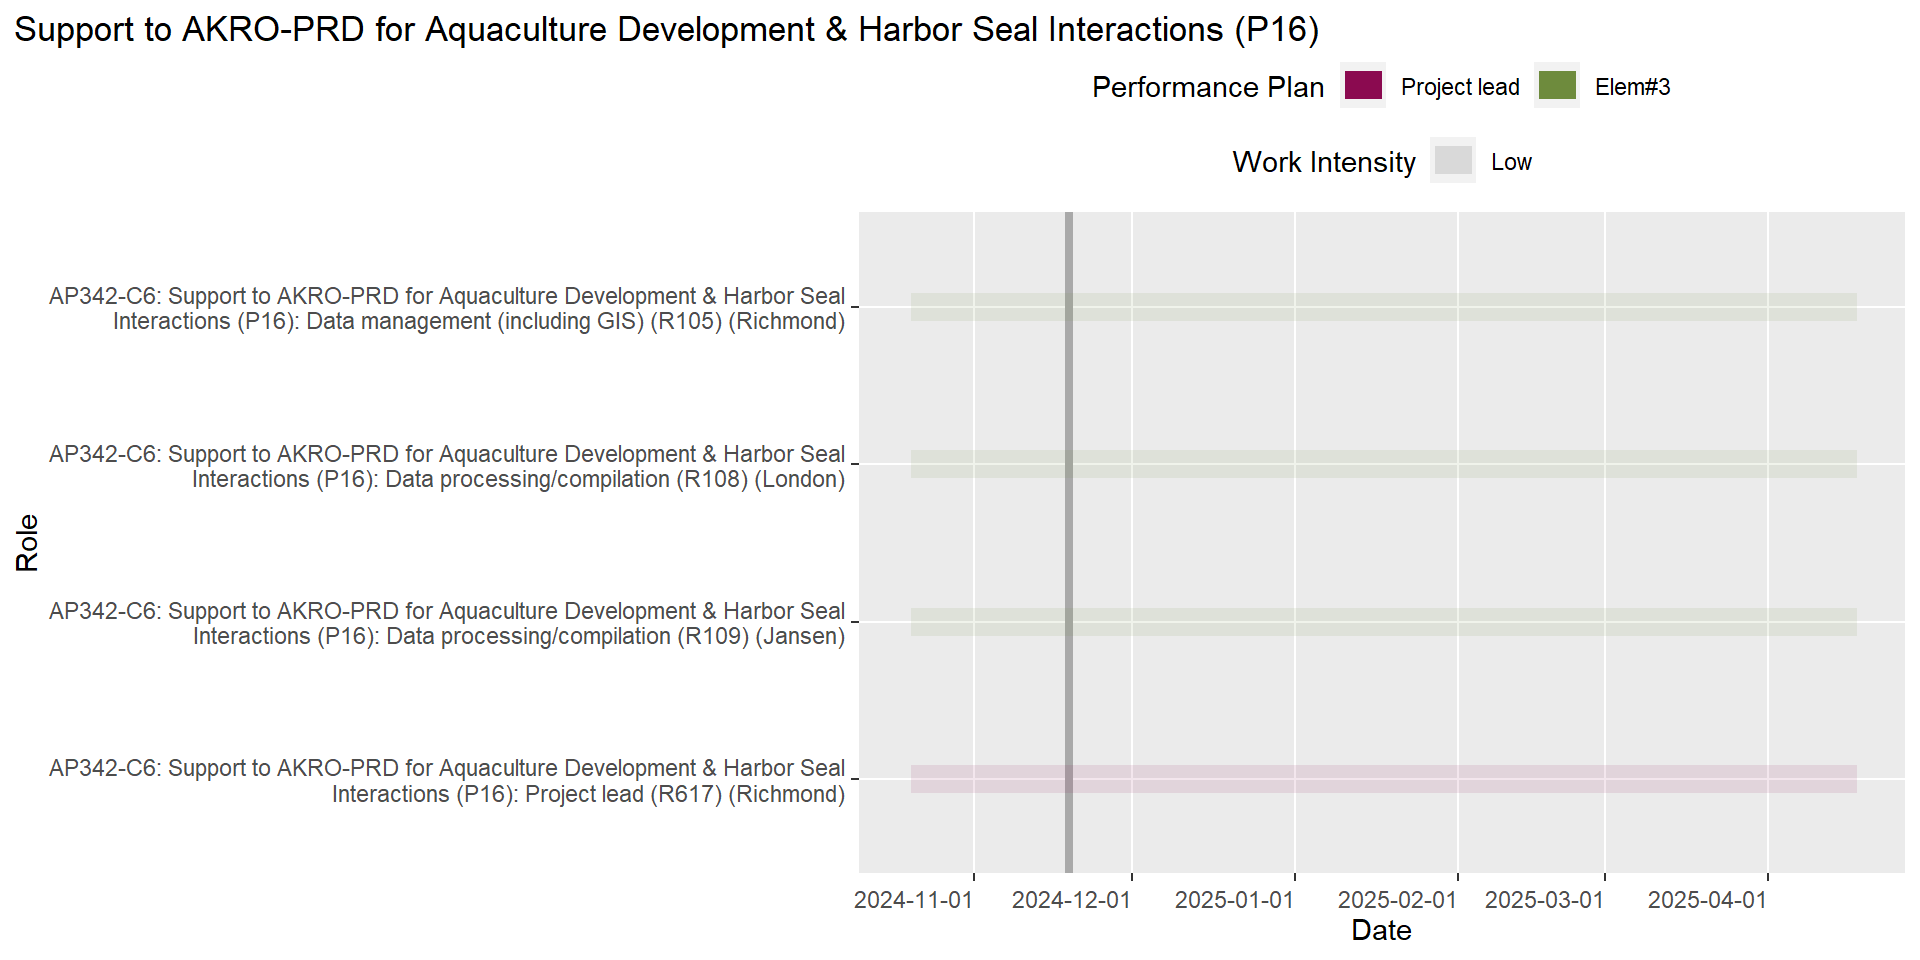 Support to AKRO-PRD for Aquaculture Development & Harbor Seal Interactions (P16)
Performance Plan Project lead Elem#3
Work Intensity Low
AP342-C6: Support to AKRO-PRD for Aquaculture Development & Harbor Seal
Interactions (P16): Data management (including GIS) (R105) (Richmond)
AP342-C6: Support to AKRO-PRD for Aquaculture Development & Harbor Seal
Interactions (P16): Data processing/compilation (R108) (London)
Role
AP342-C6: Support to AKRO-PRD for Aquaculture Development & Harbor Seal
Interactions (P16): Data processing/compilation (R109) (Jansen)
AP342-C6: Support to AKRO-PRD for Aquaculture Development & Harbor Seal
Interactions (P16): Project lead (R617) (Richmond)
2024-11-01 2024-12-01 2025-01-01 2025-02-01 2025-03-01 2025-04-01
Date